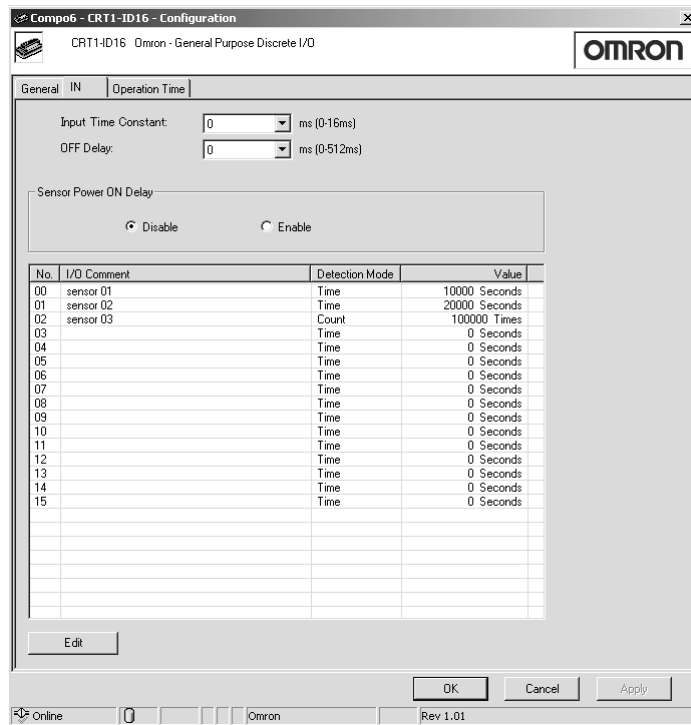 Compo6 - CRT1-ID16 - Configuration
CRT1-ID16 Omron - General Purpose Discrete I/O
OMRON
General IN Operation Time
Input Time Constant: 0 ms (0-16ms)
OFF Delay: 0 ms (0-512ms)
Sensor Power ON Delay
Disable Enable
No. I/O Comment Detection Mode Value
00 sensor 01 Time 10000 Seconds
01 sensor 02 Time 20000 Seconds
02 sensor 03 Count 100000 Times
03 Time 0 Seconds
04 Time 0 Seconds
05 Time 0 Seconds
06 Time 0 Seconds
07 Time 0 Seconds
08 Time 0 Seconds
09 Time 0 Seconds
10 Time 0 Seconds
11 Time 0 Seconds
12 Time 0 Seconds
13 Time 0 Seconds
14 Time 0 Seconds
15 Time 0 Seconds
Edit
OK Cancel Apply
Online Omron Rev 1.01